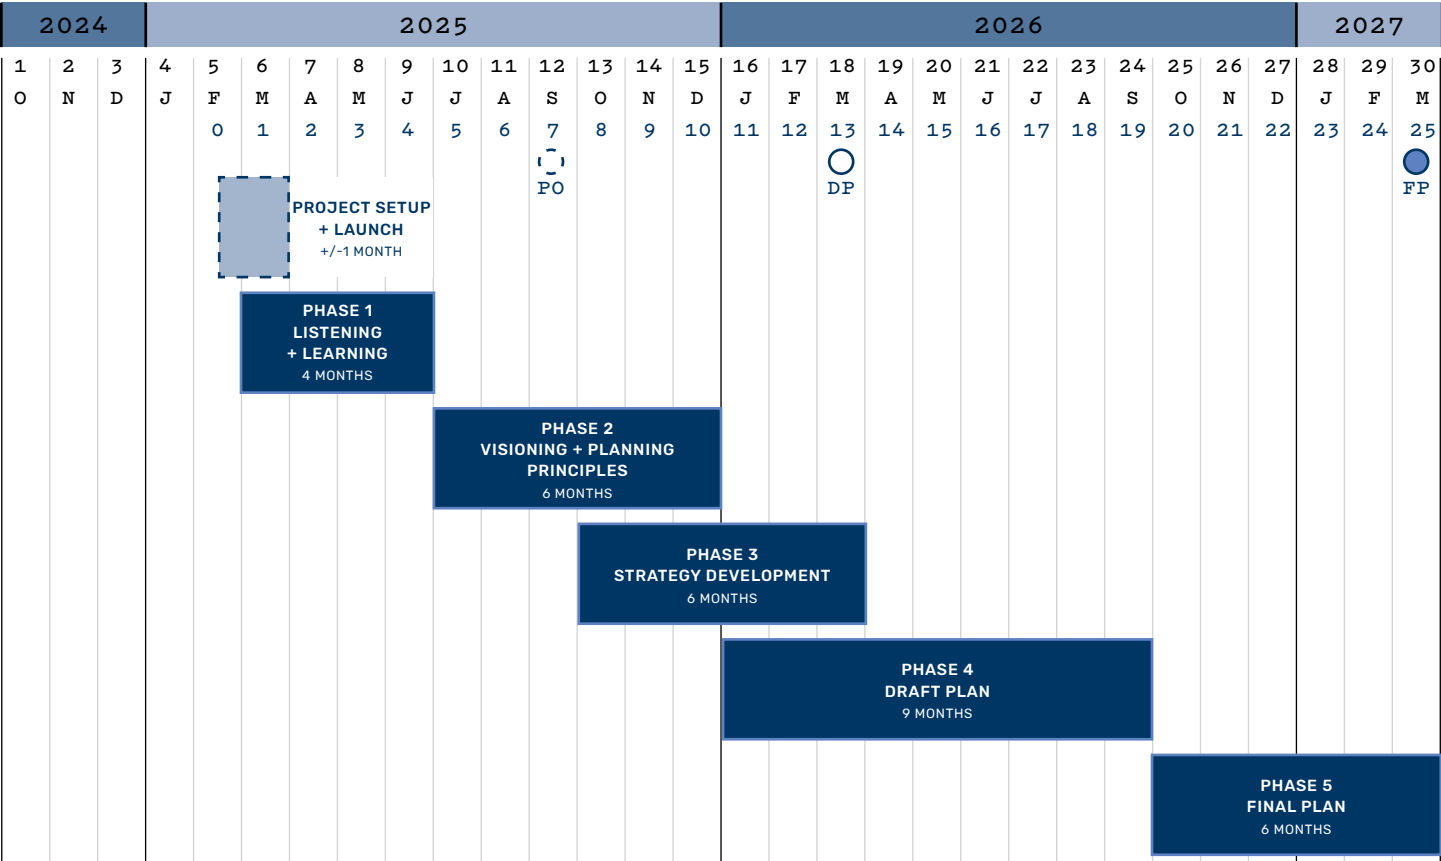 2024 2025 2026 2027
1 2 3 4 5 6 7 8 9 10 11 12 13 14 15 16 17 18 19 20 21 22 23 24 25 26 27 28 29 30
O N D J F M A M J J A S O N D J F M A M J J A S O N D J F M
0 1 2 3 4 5 6 7 8 9 10 11 12 13 14 15 16 17 18 19 20 21 22 23 24 25
PO DP FP
PROJECT SETUP
+ LAUNCH
+/-1 MONTH
PHASE 1
LISTENING
+ LEARNING
4 MONTHS
PHASE 2
VISIONING + PLANNING
PRINCIPLES
6 MONTHS
PHASE 3
STRATEGY DEVELOPMENT
6 MONTHS
PHASE 4
DRAFT PLAN
9 MONTHS
PHASE 5
FINAL PLAN
6 MONTHS